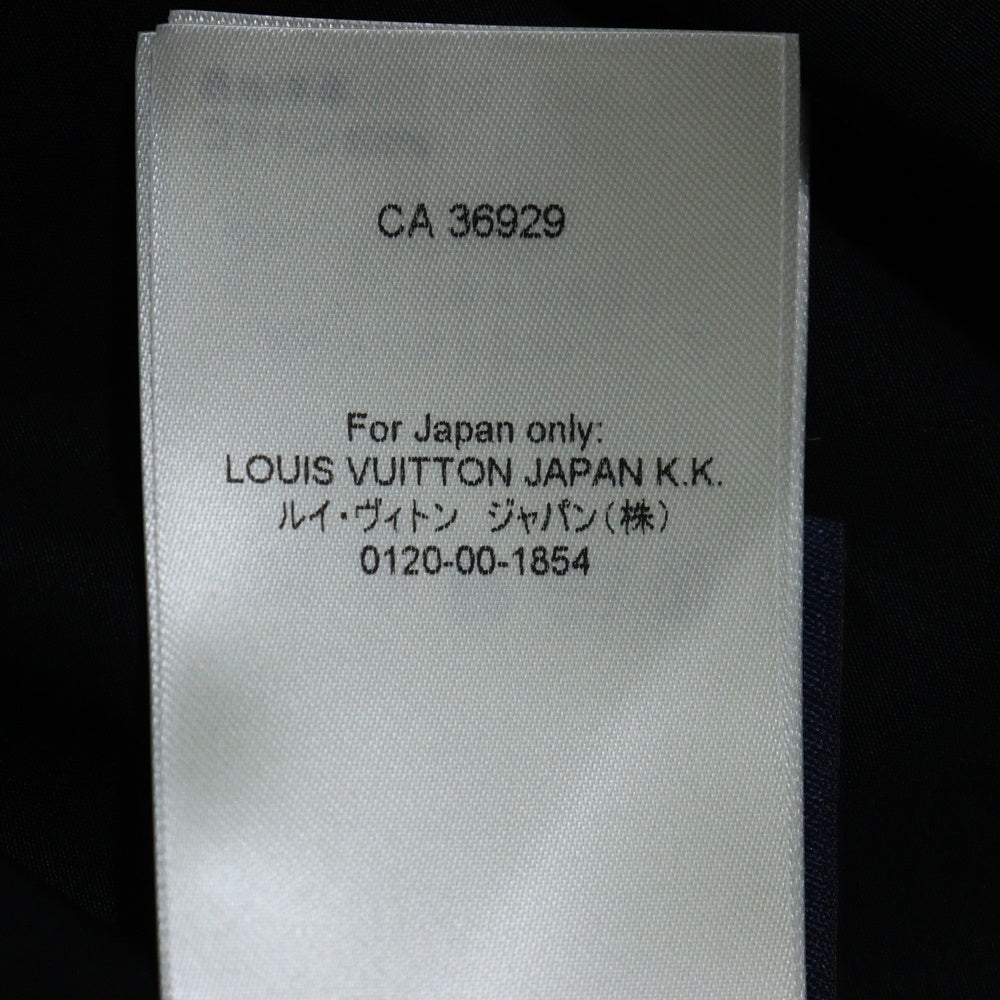 CA 36929
For Japan only:
LOUIS VUITTON JAPAN K.K.
ルイ・ヴィトン　ジャパン(株)
0120-00-1854